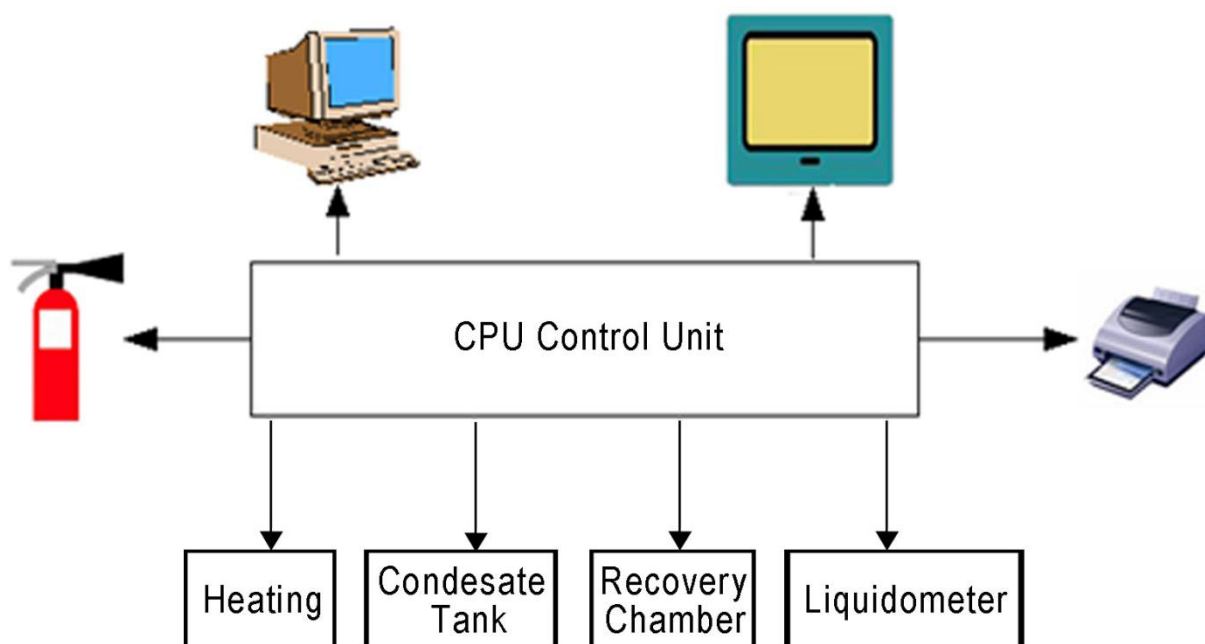 CPU Control Unit
Heating
Condesate
Tank
Recovery
Chamber
Liquidometer